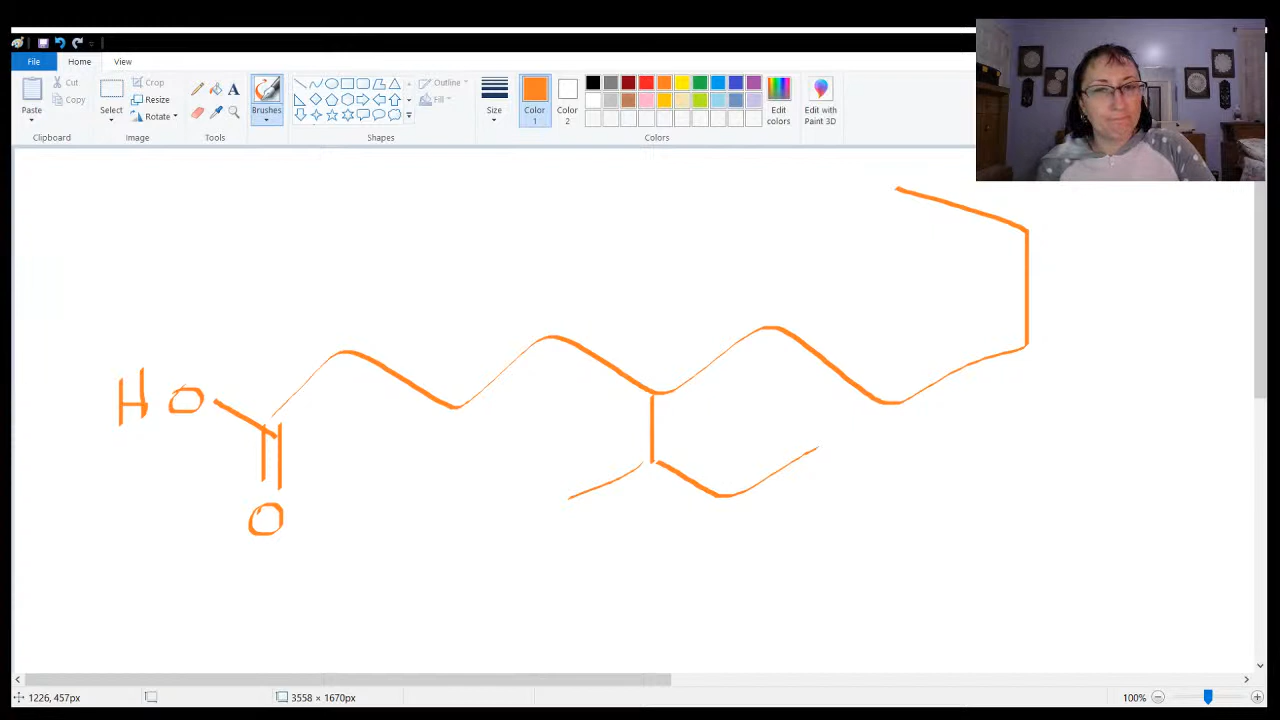 File Home View
Paste
Cut
Copy
Clipboard
Select
Crop
Resize
Rotate
Image
A
Tools
Brushes
Outline
Fill
Shapes
Size
Color
1
Color
2
Edit
colors
Colors
Edit with
Paint 3D
H O
O
1226, 457px
3558 × 1670px
100%